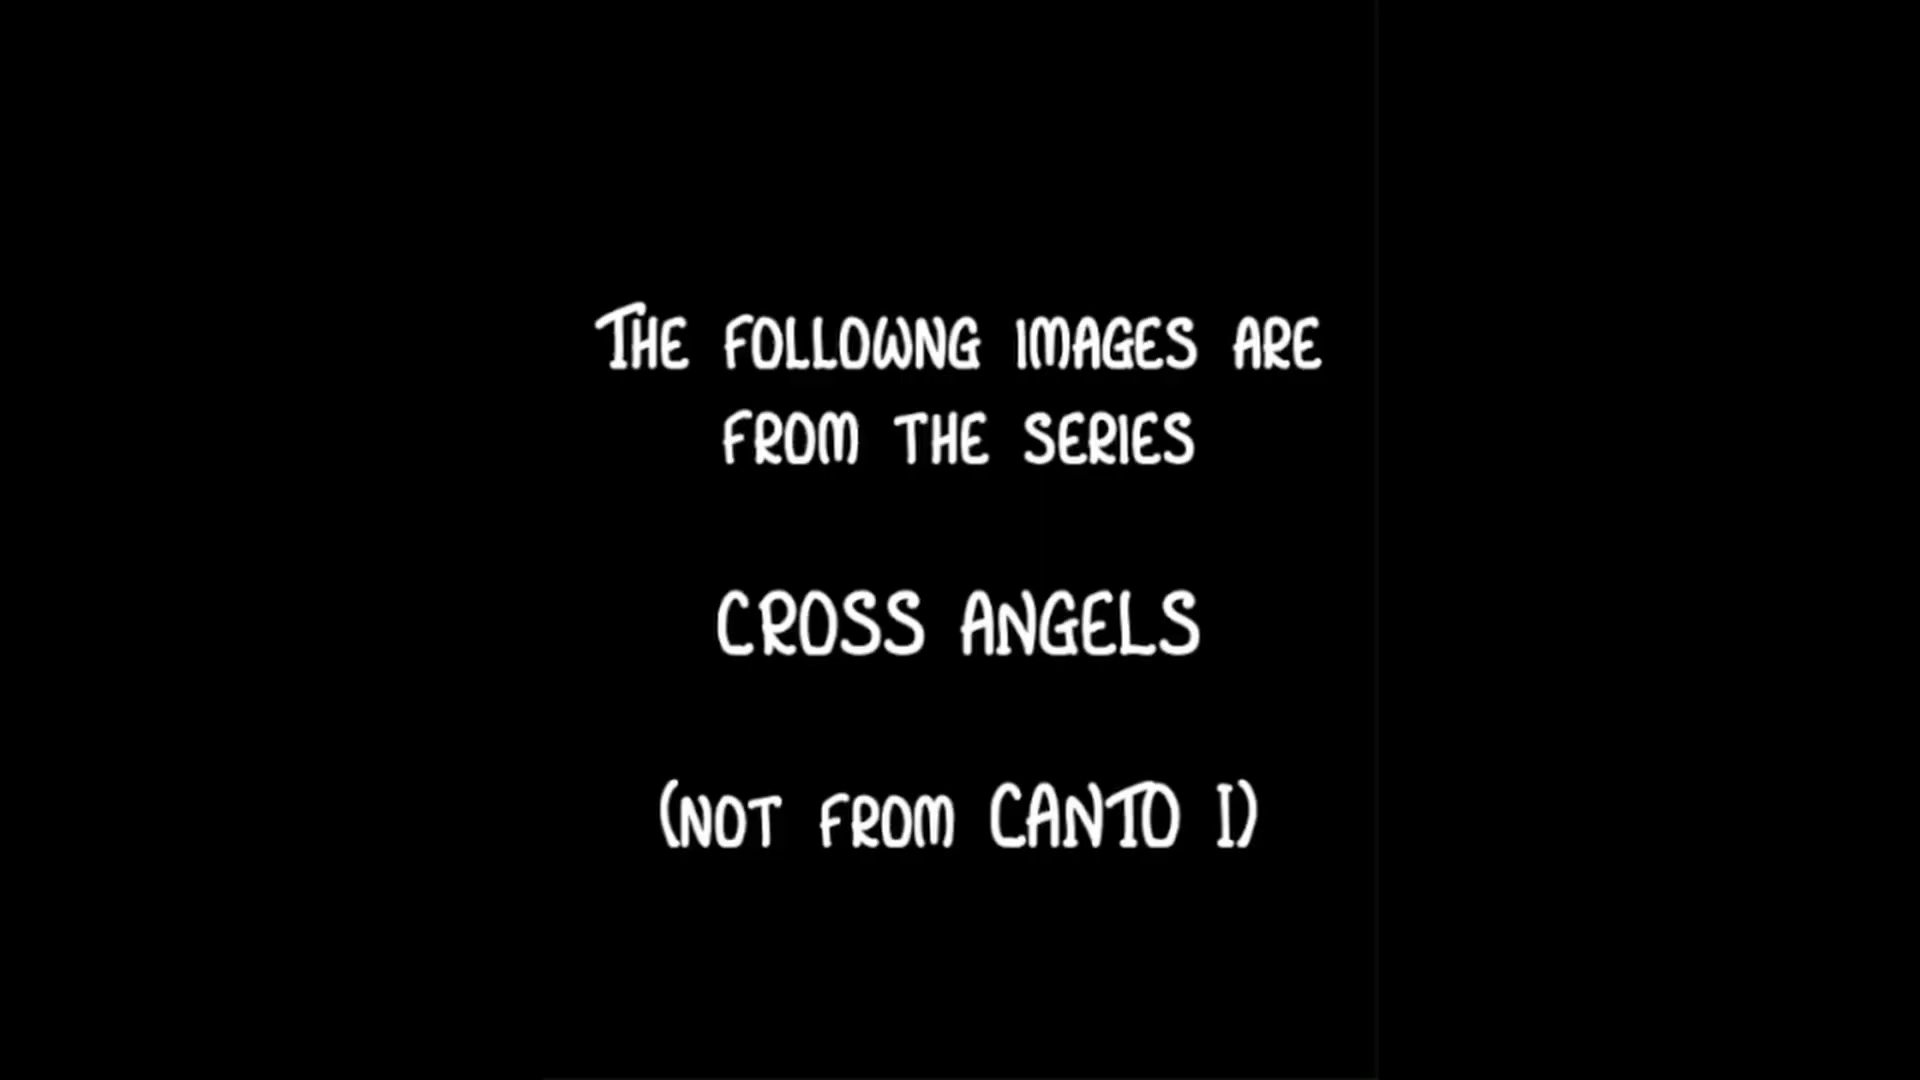 THE FOLLOWNG IMAGES ARE
FROM THE SERIES
CROSS ANGELS
(NOT FROM CANTO I)